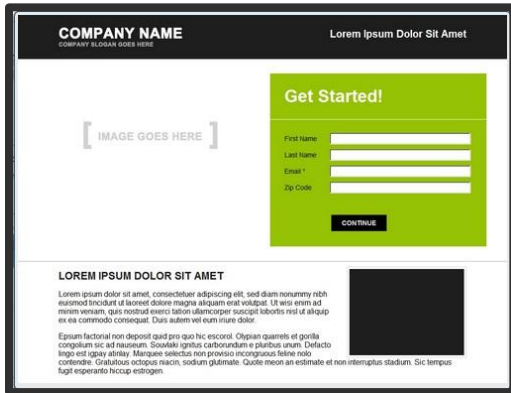 COMPANY NAME
COMPANY SLOGAN GOES HERE
Lorem Ipsum Dolor Sit Amet
[ IMAGE GOES HERE ]
Get Started!
First Name
Last Name
Email *
Zip Code
CONTINUE
LOREM IPSUM DOLOR SIT AMET
Lorem ipsum dolor sit amet, consectetuer adipiscing elit, sed diam nonummy nibh
euismod tincidunt ut laoreet dolore magna aliquam erat volutpat. Ut wisi enim ad
minim veniam, quis nostrud exerci tation ullamcorper suscipit lobortis nisl ut aliquip
ex ea commodo consequat. Duis autem vel eum iriure dolor.
Epsum factorial non deposit quid pro quo hic escorol. Olypian quarrels et gorilla
congolium sic ad nauseum. Souvlaki ignitus carborundum e pluribus unum. Defacto
lingo est igpay atinlay. Marquee selectus non provisio incongruous feline nolo
contendre. Gratuitous octopus niacin, sodium glutimate. Quote meon an estimate et non interruptus stadium. Sic tempus
fugit esperanto hiccup estrogen.